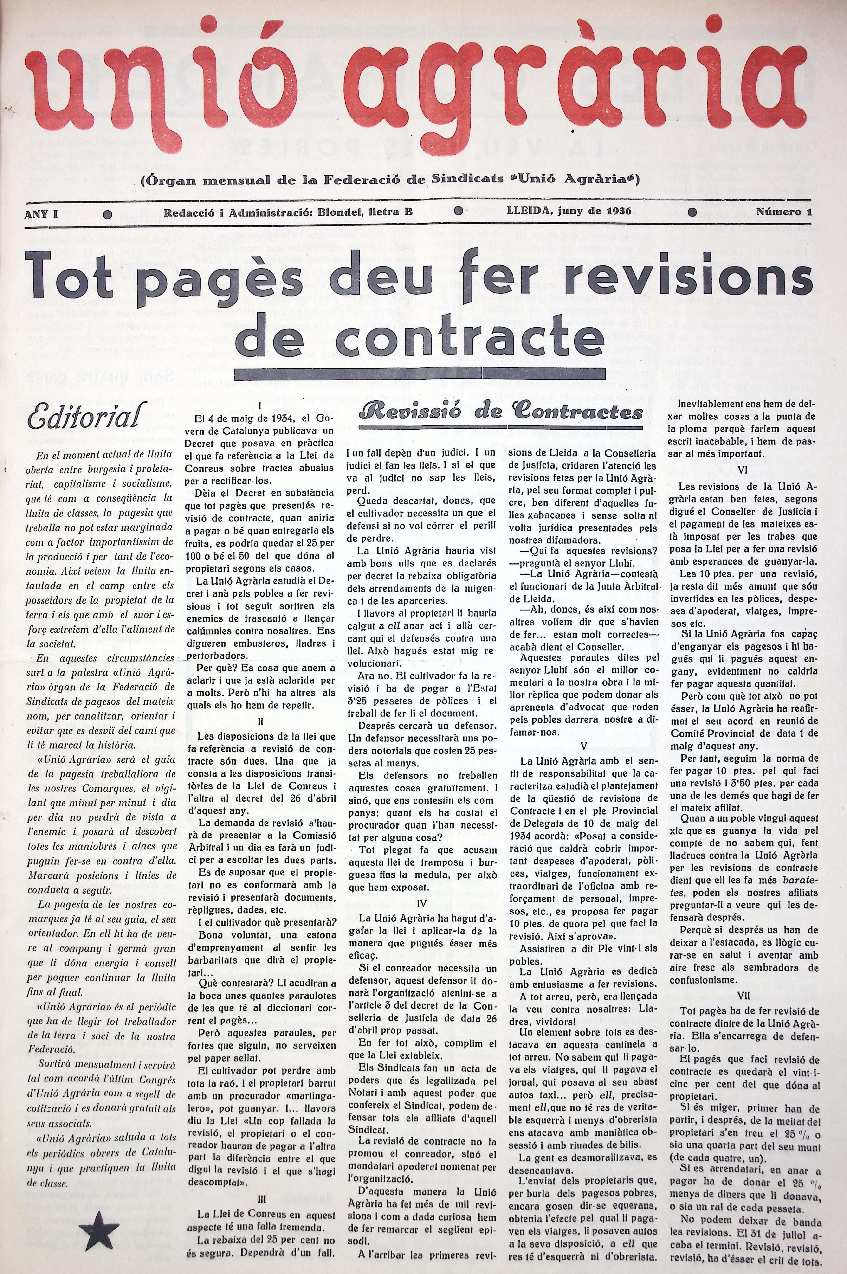 unió agrària
(Órgan mensual de la Federació de Sindicats "Unió Agrària")
ANY I
Redacció i Administració: Blondel, lletra B
LLEIDA, juny de 1936
Número 1
Tot pagès deu fer revisions
de contracte
Editorial
En el moment actual de lluita
oberta entre burgesia i proleta-
riat, capitalisme i socialisme,
que té com a conseqüència la
lluita de classes, la pagesia que
treballa no pot estar marginada
com a factor importantíssim de
la producció i per tant de l'eco-
nomia. Així veiem la lluita en-
taulada en el camp entre els
posseidors de la propietat de la
terra i els que amb el suor i es-
forç extreiem d'ella l'aliment de
la societat.
En aquestes circumstàncies
surt a la palestra «Unió Agrà-
ria» òrgan de la Federació de
Sindicats de pagesos del mateix
nom, per canalitzar, orientar i
evitar que es desvii del camí que
li té marcat la història.
«Unió Agrària» serà el guia
de la pagesia treballallora de
les nostres Comarques, el vigi-
lant que minut per minut i dia
per dia no perdrà de vista a
l'enemic i posarà al descobert
totes les maniobres i atacs que
puguin fer-se en contra d'ella.
Marcarà posicions i línies de
conducta a seguir.
La pagesia de les nostres co-
marques ja té al seu guia, el seu
orientador. En ell hi ha de veu-
re al company i germà gran
que li dóna energia i consell
per poguer continuar la lluita
fins al final.
«Unió Agrària» és el periòdic
que ha de llegir tot treballador
de la terra i soci de la nostra
Federació.
Sortirà mensualment i servirà
tal com acordà l'últim Congrés
d'Unió Agrària com a segell de
cotització i es donarà gratuit als
seus associats.
«Unió Agrària» saluda a tots
els periòdics obrers de Catalu-
nya i que practiquen la lluita
de classe.
I
El 4 de maig de 1934, el Go-
vern de Catalunya publicava un
Decret que posava en pràctica
el que fa referència a la Llei de
Conreus sobre tractes abusius
per a rectificar-los.
Dèia el Decret en substància
que tot pagès que presentés re-
visió de contracte, quan aniria
a pagar o bé quan entregaria els
fruits, es podria quedar el 25 per
100 o bé el 50 del que dóna al
propietari segons els casos.
La Unió Agrària estudià el De-
cret i anà pels pobles a fer revi-
sions i tot seguit sortiren els
enemics de trascació a llençar
calúmnies contra nosaltres. Ens
digueren embusteros, lladres i
perforbadors.
Per què? Es cosa que anem a
aclarir i que ja està aclarida per
a molts. Però n'hi ha altres als
quals els ho hem de repetir.
II
Les disposicions de la llei que
fa referència a revisió de con-
tracte són dues. Una que ja
consta a les disposicions transi-
tòries de la Llei de Conreus i
l'altra al decret del 26 d'abril
d'aquest any.
La demanda de revisió s'hau-
rà de presentar a la Comissió
Arbitral i un dia es farà un judi-
ci per a escoltar les dues parts.
Es de suposar que el propie-
tari no es conformarà amb la
revisió i presentarà documents,
rèpligues, dades, etc.
I el cultivador què presentarà?
Bona voluntat, una estona
d'emprenyament al sentir les
barbaritats que dirà el propie-
tari...
Què contestarà? Li acudiran a
la boca unes quantes paraulotes
de les que té al diccionari cor-
rent el pagès...
Però aquestes paraules, per
fortes que siguin, no serveixen
pel paper sellat.
El cultivador pot perdre amb
tota la raó. I el propietari barrut
amb un procurador «martinga-
lero», pot guanyar. I... llavors
diu la Llei «Un cop fallada la
revisió, el propietari o el con-
reador hauran de pagar a l'altra
part la diferència entre el que
digui la revisió i el que s'hagi
descomptat».
III
La Llei de Conreus en aquest
aspecte té una falla tremenda.
La rebaixa del 25 per cent no
és segura. Dependrà d'un fall.
Revissió de Contractes
I un fall depèn d'un judici. I un
judici el fan les lleis. I si el que
va al judici no sap les lleis,
perd.
Queda descartat, doncs, que
el cultivador necessita un que el
defensi si no vol córrer el perill
de perdre.
La Unió Agrària hauria vist
amb bons ulls que es declarés
per decret la rebaixa obligatòria
dels arrendaments de la migen-
ca i de les aparceries.
I llavors al propietari li hauria
calgut a ell anar ací i allà cer-
cant qui el defensés contra una
llei. Això hagués estat mig re-
volucionari.
Ara no. El cultivador fa la re-
visió i ha de pagar a l'Estat
3'25 pessetes de pòlices i el
treball de fer li el document.
Després cercarà un defensor.
Un defensor necessitarà uns po-
ders notorials que costen 25 pes-
setes al menys.
Els defensors no treballen
aquestes coses gratuitament. I
sinó, que ens contestin els com-
panys; quant els ha costat el
procurador quan l'han necessi-
tat per alguna cosa?
Tot plegat fa que acusem
aquesta llei de tramposa i bur-
guesa fins la medula, per això
que hem exposat.
IV
La Unió Agrària ha hagut d'a-
gafar la llei i aplicar-la de la
manera que pugués ésser més
eficaç.
Si el conreador necessita un
defensor, aquest defensor li do-
narà l'organització atenint-se a
l'article 3 del decret de la Con-
selleria de Justícia de data 26
d'abril prop passat.
En fer tot això, complim el
que la Llei estableix.
Els Sindicats fan un acta de
poders que és legalitzada pel
Notari i amb aquest poder que
confereix el Sindicat, podem de-
fensar tots els afiliats d'aquell
Sindicat.
La revisió de contracte no la
promou el conreador, sinó el
mandatari apoderat nomenat per
l'organització.
D'aquesta manera la Unió
Agrària ha fet més de mil revi-
sions i com a dada curiosa hem
de fer remarcar el següent epi-
sodi.
A l'arribar les primeres revi-
sions de Lleida a la Conselleria
de Justícia, cridaren l'atenció les
revisions fetes per la Unió Agrà-
ria, pel seu format complet i pul-
cre, ben diferent d'aquelles fu-
lles xabacanes i sense solta ni
volta jurídica presentades pels
nostres difamadors.
—Qui fa aquestes revisions?
—preguntà el senyor Lluhí.
—La Unió Agrària—contestà
el funcionari de la Junta Arbitral
de Lleida.
—Ah, doncs, és així com nos-
altres voliem dir que s'havien
de fer... estan molt correctes—
acabà dient el Conseller.
Aquestes paraules dites pel
senyor Lluhí són el millor co-
mentari a la nostra obra i la mi-
llor rèplica que podem donar als
aprenents d'advocat que roden
pels pobles darrera nostre a di-
famar-nos.
V
La Unió Agrària amb el sen-
tit de responsabilitat que la ca-
racteritza estudià el plantejament
de la qüestió de revisions de
Contracte i en el ple Provincial
de Delegats de 10 de maig del
1934 acordà: «Posat a conside-
ració que caldrà cobrir impor-
tant despeses d'apoderat, pòli-
ces, viatges, funcionament ex-
traordinari de l'oficina amb re-
forçament de personal, impre-
sos, etc., es proposa fer pagar
10 ptes. de quota pel que faci la
revisió. Així s'aprova».
Assistiren a dit Ple vint-i-sis
pobles.
La Unió Agrària es dedicà
amb entusiasme a fer revisions.
A tot arreu, però, era llençada
la veu contra nosaltres: Lla-
dres, vividors!
Un element sobre tots es des-
tacava en aquesta cantinela a
tot arreu. No sabem qui li paga-
va els viatges, qui li pagava el
jornal, qui posava al seu abast
autos taxi... però ell, precisa-
ment ell, que no té res de verita-
ble esquerrà i menys d'obrerista
ens atacava amb maniàtica ob-
sessió i amb riuades de bilis.
La gent es desmoralitzava, es
desencantava.
L'enviat dels propietaris que,
per burla dels pagesos pobres,
encara gosen dir-se equerans,
obtenia l'efecte pel qual li paga-
ven els viatges, li posaven autos
a la seva disposició, a ell que
res té d'esquerrà ni d'obrerista.
Inevitablement ens hem de dei-
xar moltes coses a la punta de
la ploma perquè fariem aquest
escrit inacabable, i hem de pas-
sar al més important.
VI
Les revisions de la Unió A-
grària estan ben fetes, segons
digué el Conseller de Justícia i
el pagament de les mateixes es-
tà imposat per les trabes que
posa la Llei per a fer una revisió
amb esperances de guanyar-la.
Les 10 ptes. per una revisió,
la resta dil més amunt que són
invertides en les pòlices, despe-
ses d'apoderat, viatges, impre-
sos etc.
Si la Unió Agrària fos capaç
d'enganyar els pagesos i hi ha-
gués qui li pagués aquest en-
gany, evidentment no caldria
fer pagar aquesta quantitat.
Però com què tot això no pot
ésser, la Unió Agrària ha reafir-
mat el seu acord en reunió de
Comitè Provincial de data 1 de
maig d'aquest any.
Per tant, seguim la norma de
fer pagar 10 ptes. pel qui faci
una revisió i 3'60 ptes. per cada
una de les demés que hagi de fer
el mateix afiliat.
Quan a un poble vingui aquest
xic que es guanya la vida pel
compte de no sabem qui, fent
lladrucs contra la Unió Agrària
per les revisions de contracte
dient que ell les fa més barate-
tes, poden els nostres afiliats
preguntar-li a veure qui les de-
fensarà després.
Perquè si després us han de
deixar a l'estacada, es llògic cu-
rar-se en salut i aventar amb
aire fresc als sembradors de
confusionisme.
VII
Tot pagès ha de fer revisió de
contracte dintre de la Unió Agrà-
ria. Ella s'encarrega de defen-
sar lo.
El pagès que faci revisió de
contracte es quedarà el vint-i-
cinc per cent del que dóna al
propietari.
Si és miger, primer han de
partir, i després, de la meitat del
propietari s'en treu el 25 % o
sia una quarta part del seu munt
(de cada quatre, un).
Si es arrendatari, en anar a
pagar ha de donar el 25 %
menys de diners que li donava,
o sia un ral de cada pesseta.
No podem deixar de banda
les revisions. El 31 de juliol a-
caba el termini. Revisió, revisió,
revisió, ha d'ésser el crit de tots.